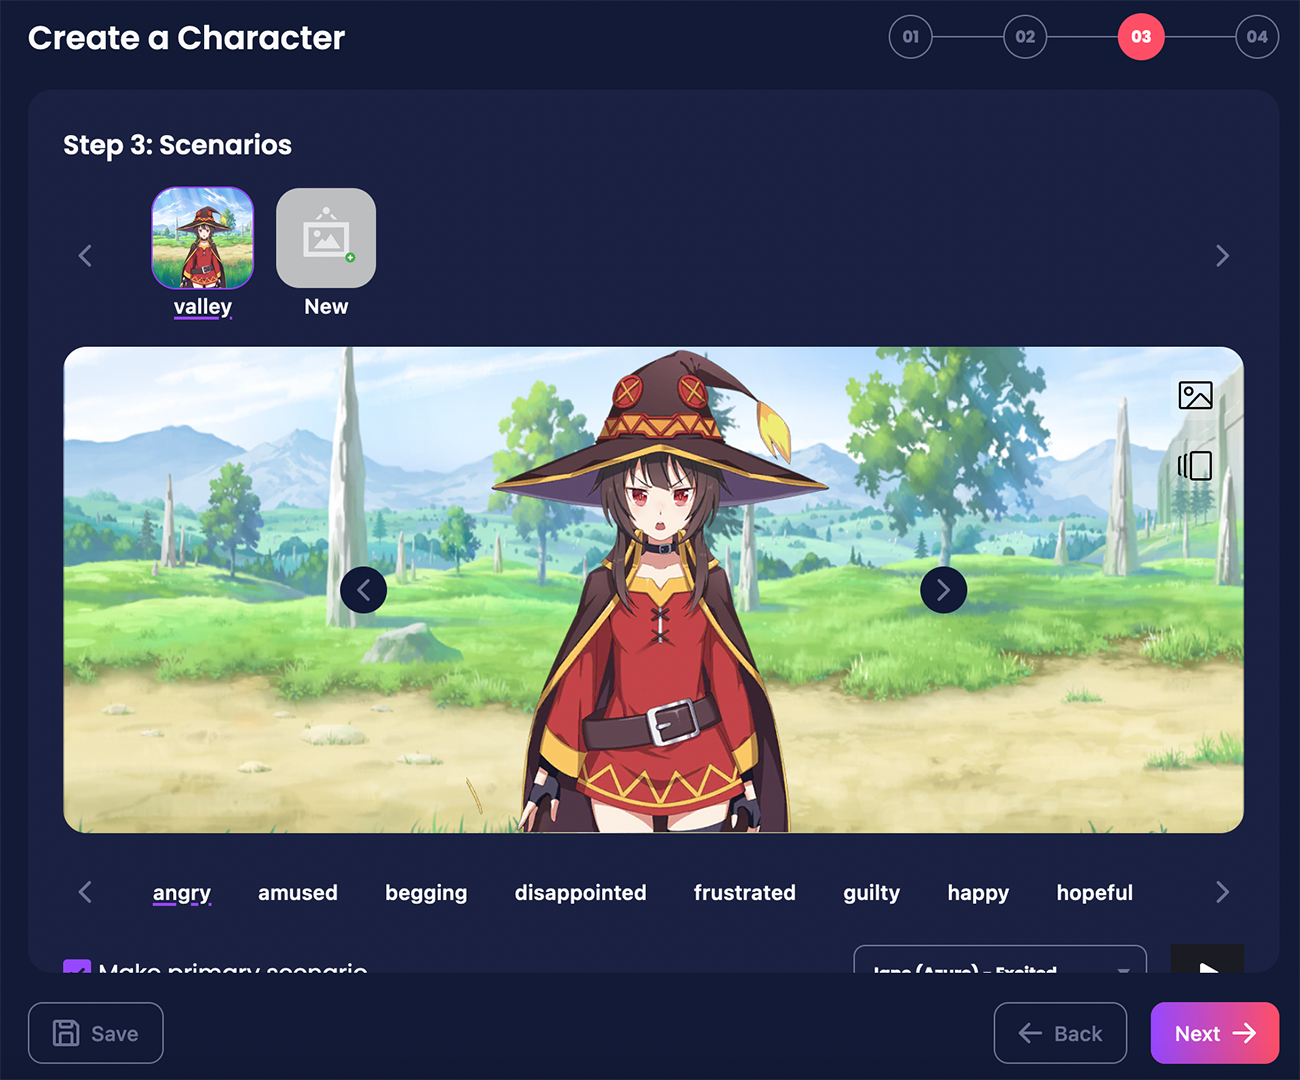 Create a Character
01 02 03 04
Step 3: Scenarios
valley New
angry amused begging disappointed frustrated guilty happy hopeful
Make primary scenario
Jane (Azure) - Excited
Save
Back
Next